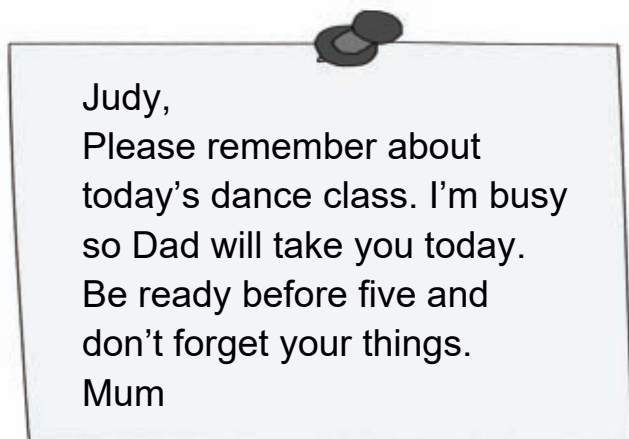 Judy,
Please remember about
today’s dance class. I’m busy
so Dad will take you today.
Be ready before five and
don’t forget your things.
Mum